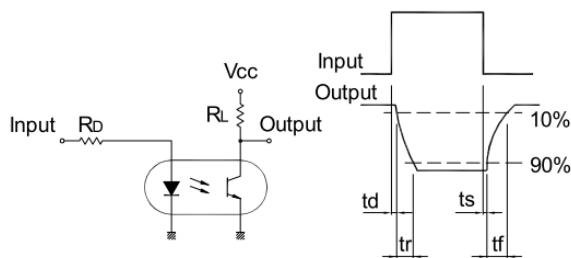 Vcc
RL
Input
RD
Output
Input
Output
10%
90%
td
ts
tr
tf